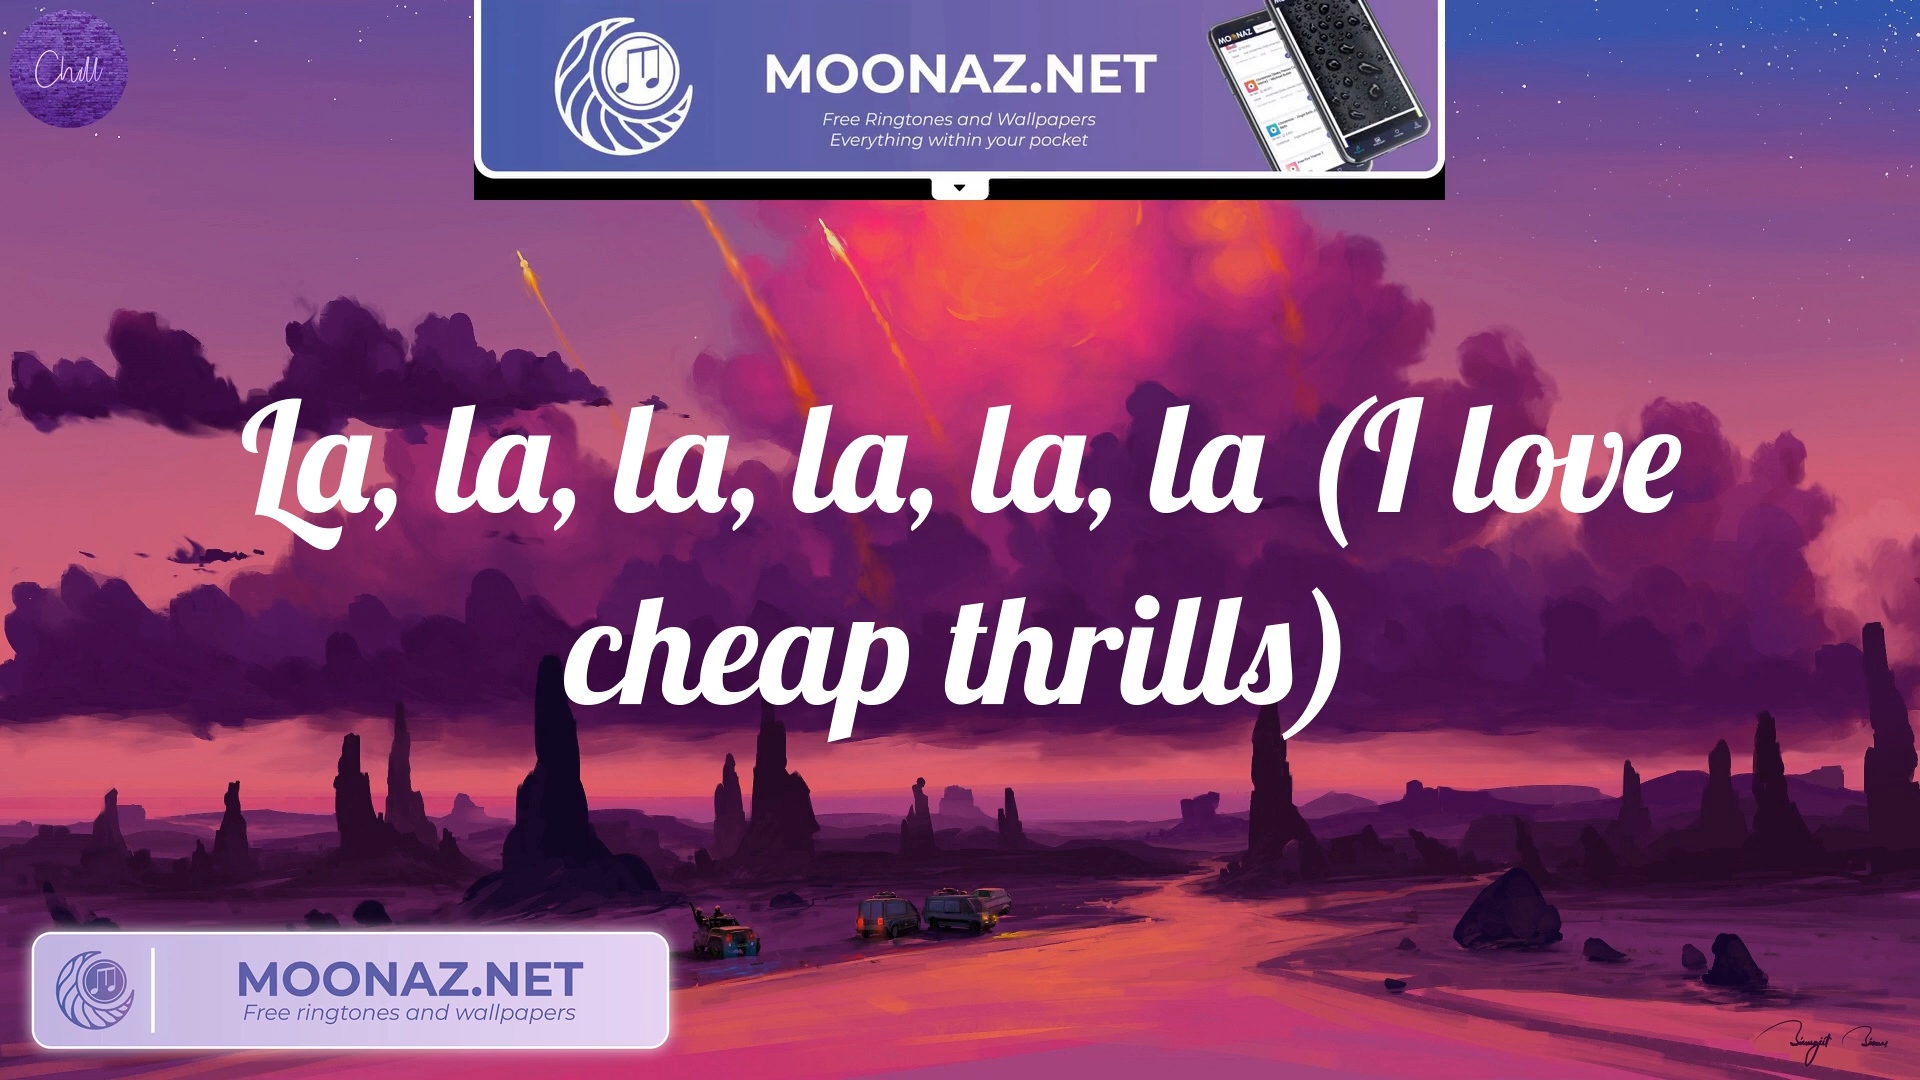 Chill
MOONAZ.NET
Free Ringtones and Wallpapers
Everything within your pocket
MOONAZ
La, la, la, la, la, la (I love
cheap thrills)
MOONAZ.NET
Free ringtones and wallpapers